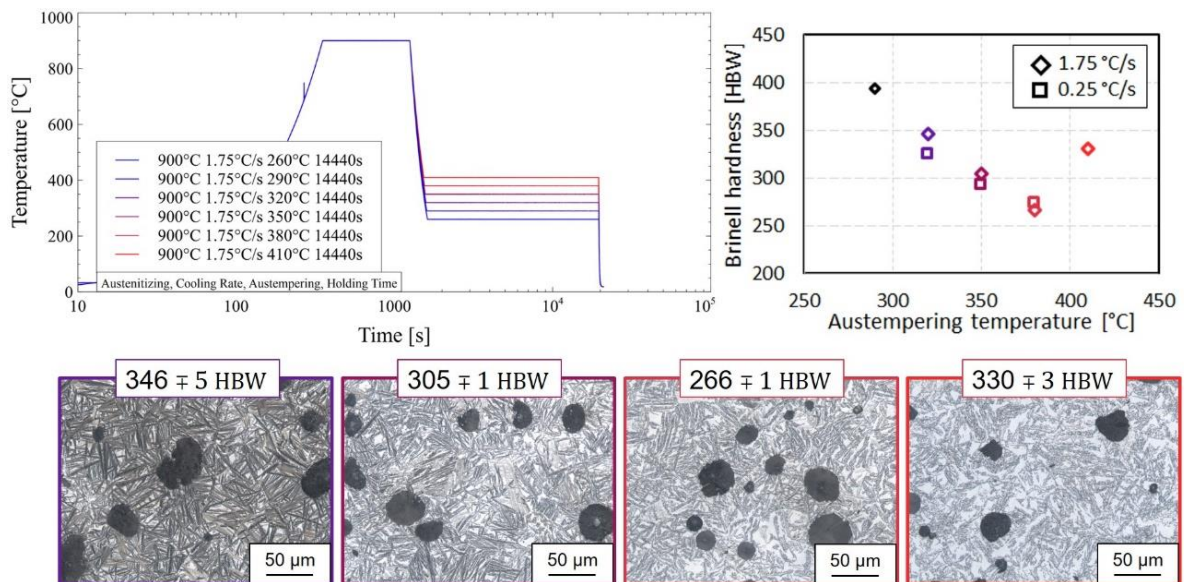 1000
800
600
400
200
0
Temperature [°C]
900°C 1.75°C/s 260°C 14440s
900°C 1.75°C/s 290°C 14440s
900°C 1.75°C/s 320°C 14440s
900°C 1.75°C/s 350°C 14440s
900°C 1.75°C/s 380°C 14440s
900°C 1.75°C/s 410°C 14440s
Austenitizing, Cooling Rate, Austempering, Holding Time
10 100 1000 10⁴ 10⁵
Time [s]
Brinell hardness [HBW]
450
400
350
300
250
200
1.75 °C/s
0.25 °C/s
250 300 350 400 450
Austempering temperature [°C]
346 ∓ 5 HBW
305 ∓ 1 HBW
266 ∓ 1 HBW
330 ∓ 3 HBW
50 µm
50 µm
50 µm
50 µm